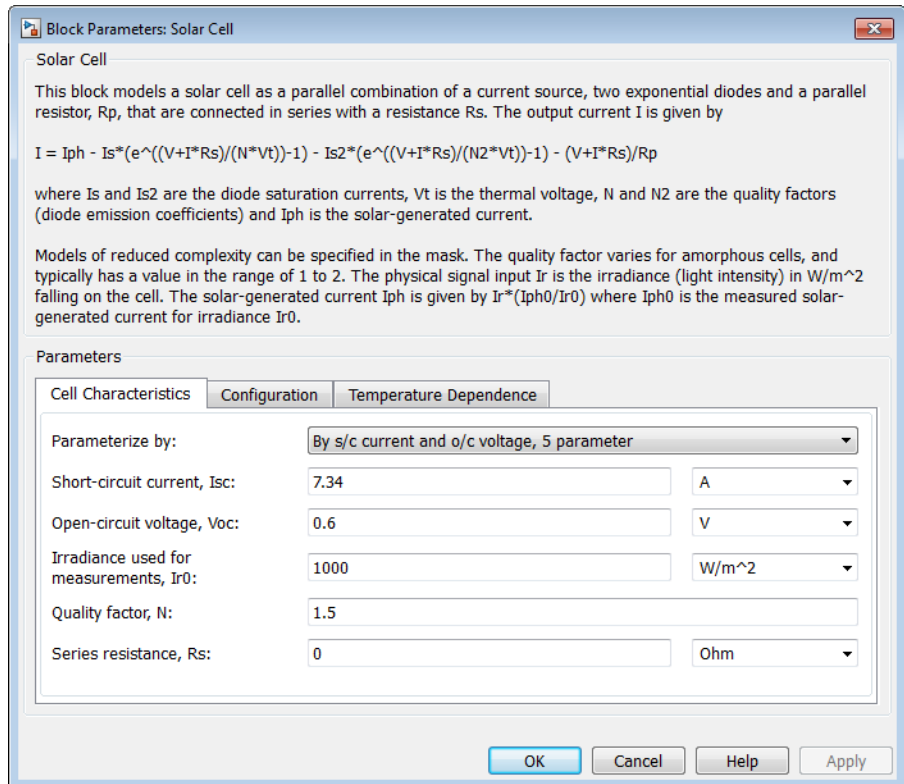 Block Parameters: Solar Cell
Solar Cell
This block models a solar cell as a parallel combination of a current source, two exponential diodes and a parallel
resistor, Rp, that are connected in series with a resistance Rs. The output current I is given by
I = Iph - Is*(e^((V+I*Rs)/(N*Vt))-1) - Is2*(e^((V+I*Rs)/(N2*Vt))-1) - (V+I*Rs)/Rp
where Is and Is2 are the diode saturation currents, Vt is the thermal voltage, N and N2 are the quality factors
(diode emission coefficients) and Iph is the solar-generated current.
Models of reduced complexity can be specified in the mask. The quality factor varies for amorphous cells, and
typically has a value in the range of 1 to 2. The physical signal input Ir is the irradiance (light intensity) in W/m^2
falling on the cell. The solar-generated current Iph is given by Ir*(Iph0/Ir0) where Iph0 is the measured solar-
generated current for irradiance Ir0.
Parameters
Cell Characteristics Configuration Temperature Dependence
Parameterize by: By s/c current and o/c voltage, 5 parameter
Short-circuit current, Isc: 7.34 A
Open-circuit voltage, Voc: 0.6 V
Irradiance used for
measurements, Ir0: 1000 W/m^2
Quality factor, N: 1.5
Series resistance, Rs: 0 Ohm
OK Cancel Help Apply